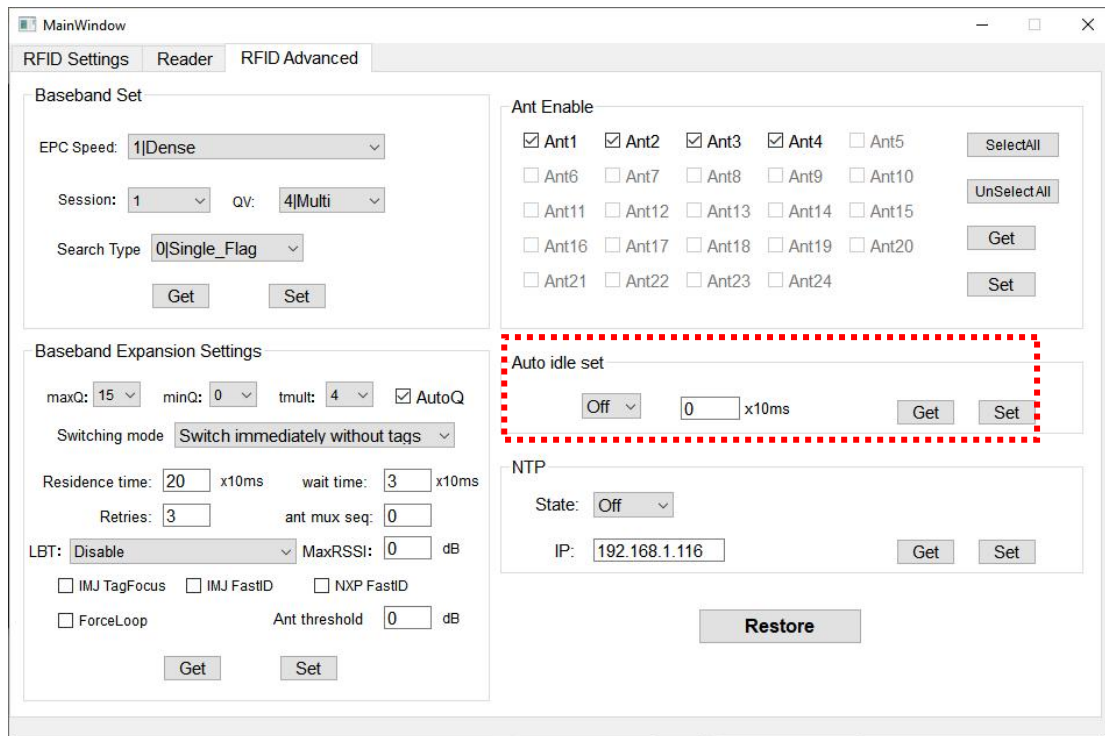 MainWindow
RFID Settings Reader RFID Advanced
Baseband Set
EPC Speed: 1|Dense
Session: 1 QV: 4|Multi
Search Type 0|Single_Flag
Get Set
Baseband Expansion Settings
maxQ: 15 minQ: 0 tmult: 4 AutoQ
Switching mode Switch immediately without tags
Residence time: 20 x10ms wait time: 3 x10ms
Retries: 3 ant mux seq: 0
LBT: Disable MaxRSSI: 0 dB
IMJ TagFocus IMJ FastID NXP FastID
ForceLoop Ant threshold 0 dB
Get Set
Ant Enable
Ant1 Ant2 Ant3 Ant4 Ant5 SelectAll
Ant6 Ant7 Ant8 Ant9 Ant10
UnSelectAll
Ant11 Ant12 Ant13 Ant14 Ant15
Ant16 Ant17 Ant18 Ant19 Ant20 Get
Ant21 Ant22 Ant23 Ant24 Set
Auto idle set
Off 0 x10ms Get Set
NTP
State: Off
IP: 192.168.1.116 Get Set
Restore